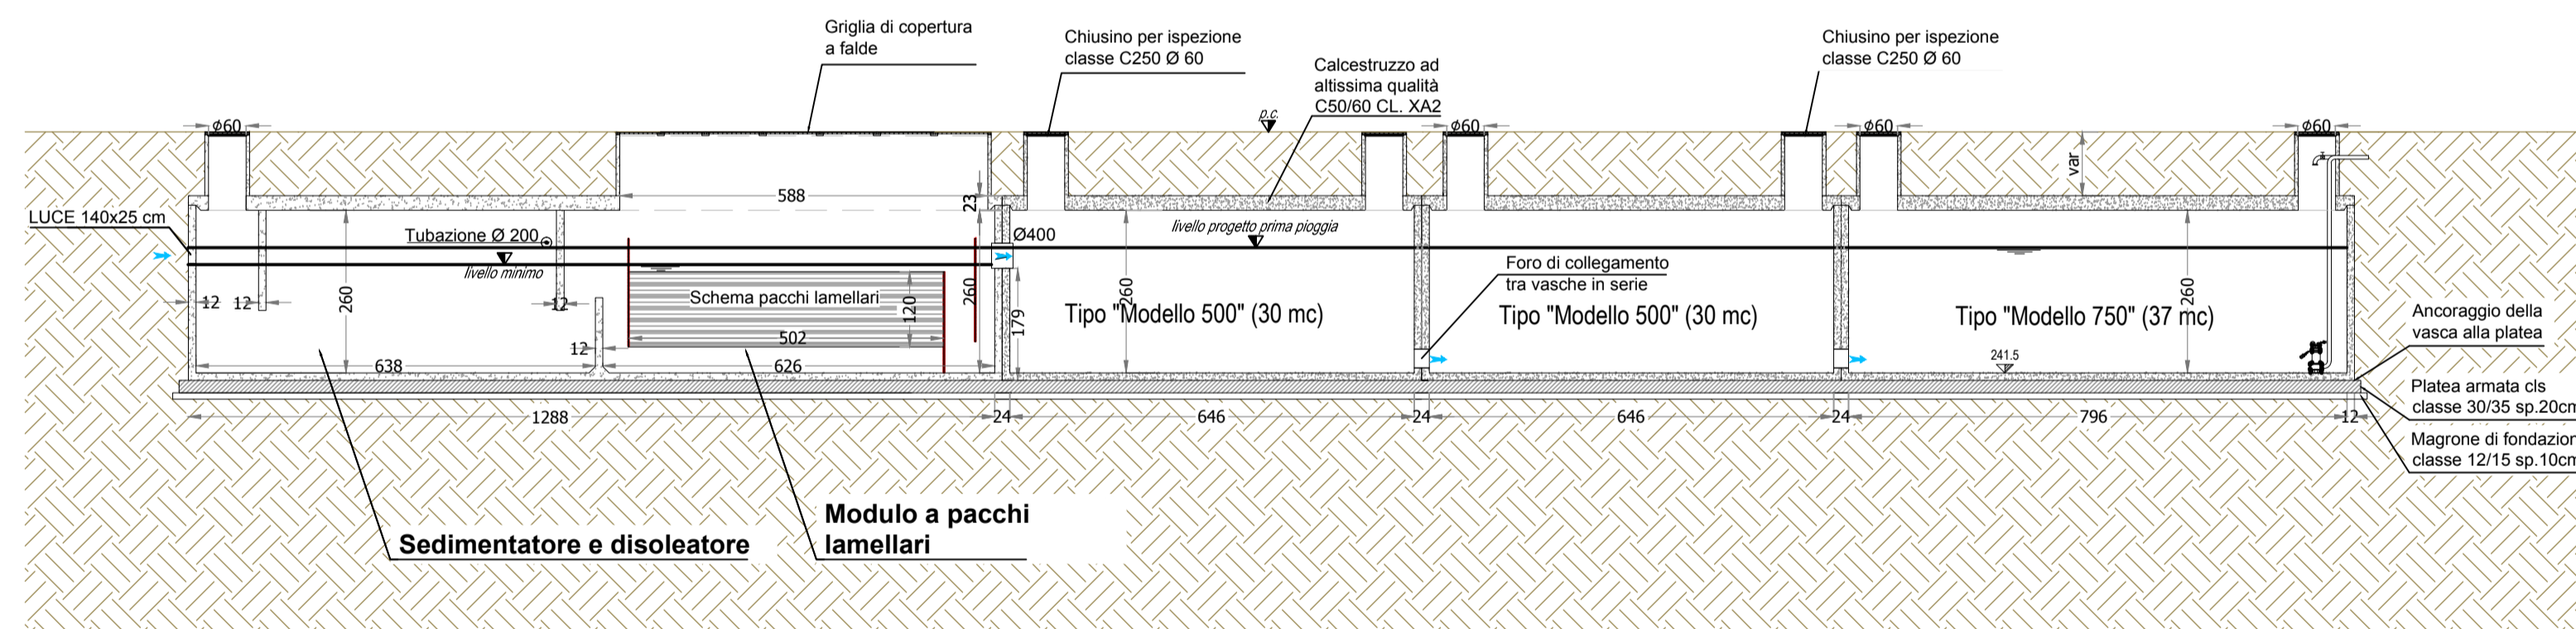 Griglia di copertura
a falde
Chiusino per ispezione
classe C250 Ø 60
Calcestruzzo ad
altissima qualità
C50/60 CL. XA2
Chiusino per ispezione
classe C250 Ø 60
p.c.
ϕ60
ϕ60
ϕ60
ϕ60
var
588
23
LUCE 140x25 cm
Tubazione Ø 200
livello minimo
Ø400
livello progetto prima pioggia
Foro di collegamento
tra vasche in serie
12
12
260
12
Schema pacchi lamellari
120
260
179
260
Tipo "Modello 500" (30 mc)
Tipo "Modello 500" (30 mc)
Tipo "Modello 750" (37 mc)
260
502
12
638
626
241.5
Ancoraggio della
vasca alla platea
Platea armata cls
classe 30/35 sp.20cm
Magrone di fondazion
classe 12/15 sp.10cm
1288
24
646
24
646
24
796
12
Sedimentatore e disoleatore
Modulo a pacchi
lamellari